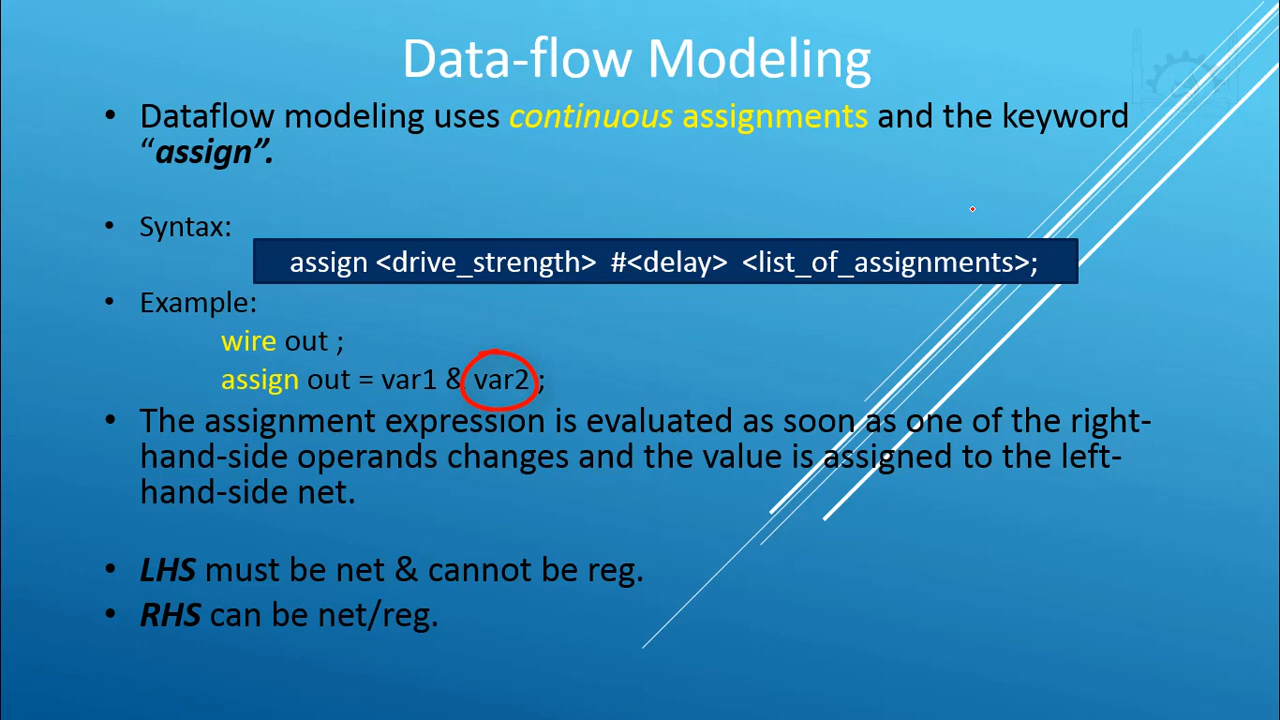 Data-flow Modeling
• Dataflow modeling uses continuous assignments and the keyword
“assign”.
• Syntax:
assign <drive_strength> #<delay> <list_of_assignments>;
• Example:
wire out ;
assign out = var1 & var2 ;
• The assignment expression is evaluated as soon as one of the right-
hand-side operands changes and the value is assigned to the left-
hand-side net.
• LHS must be net & cannot be reg.
• RHS can be net/reg.